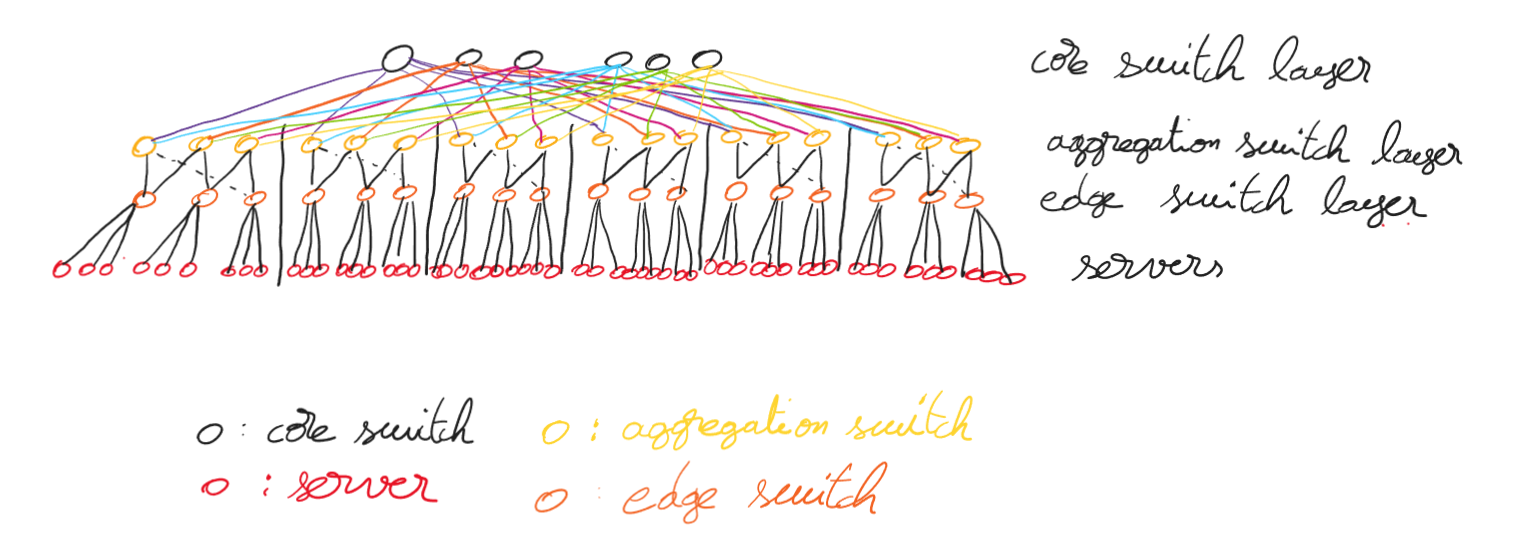 core switch layer
aggregation switch layer
edge switch layer
servers
O : core switch
O : aggregation switch
O : server
O : edge switch